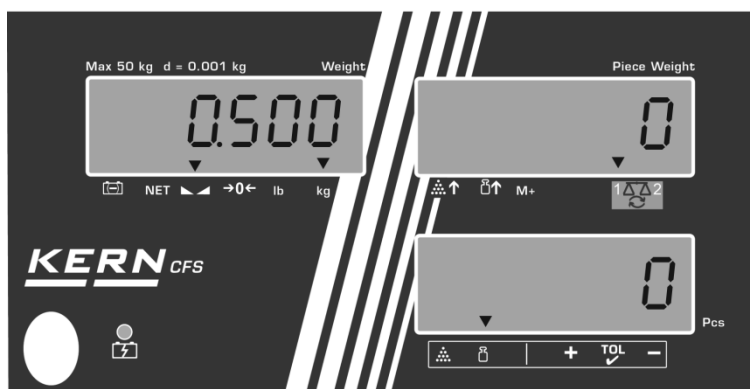 Max 50 kg d = 0.001 kg Weight
0.500
NET →0← lb kg
Piece Weight
0
M+ 1 2
KERN CFS
0
Pcs
+ TOL −